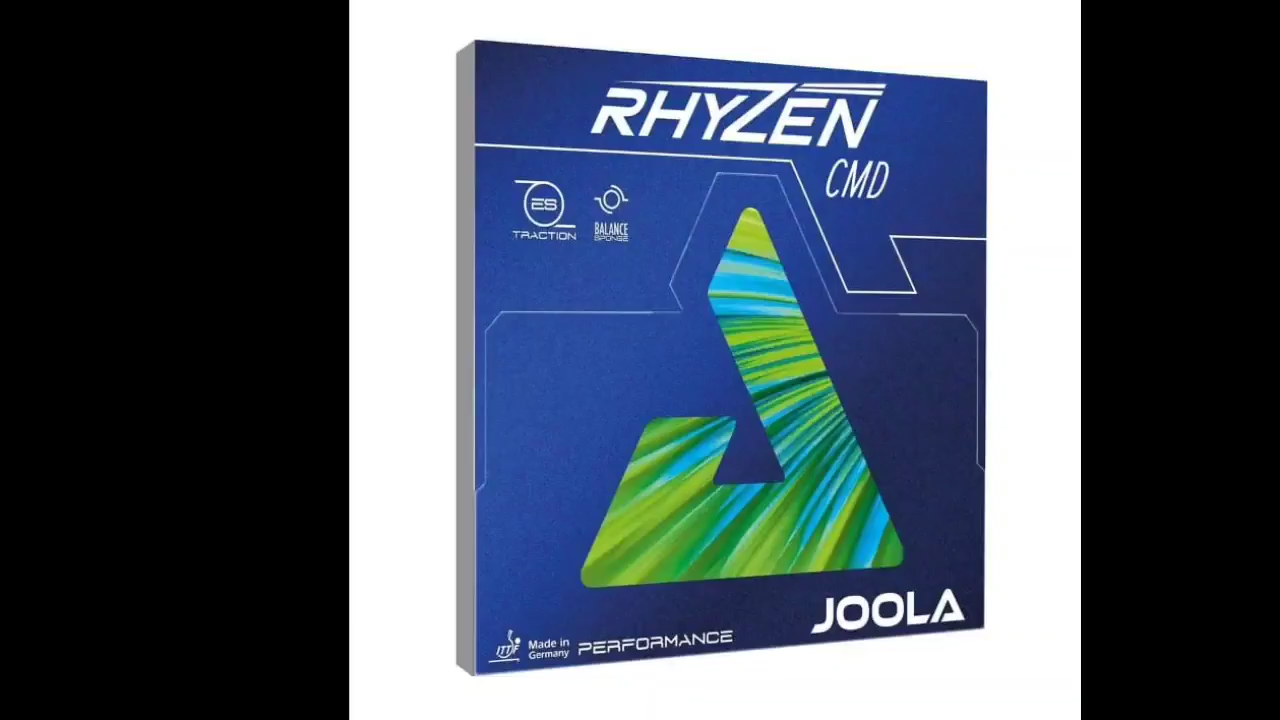 RHYZEN
CMD
ES
TRACTION
BALANCE
SPONGE
JOOLA
ITTF
Made in
Germany
PERFORMANCE